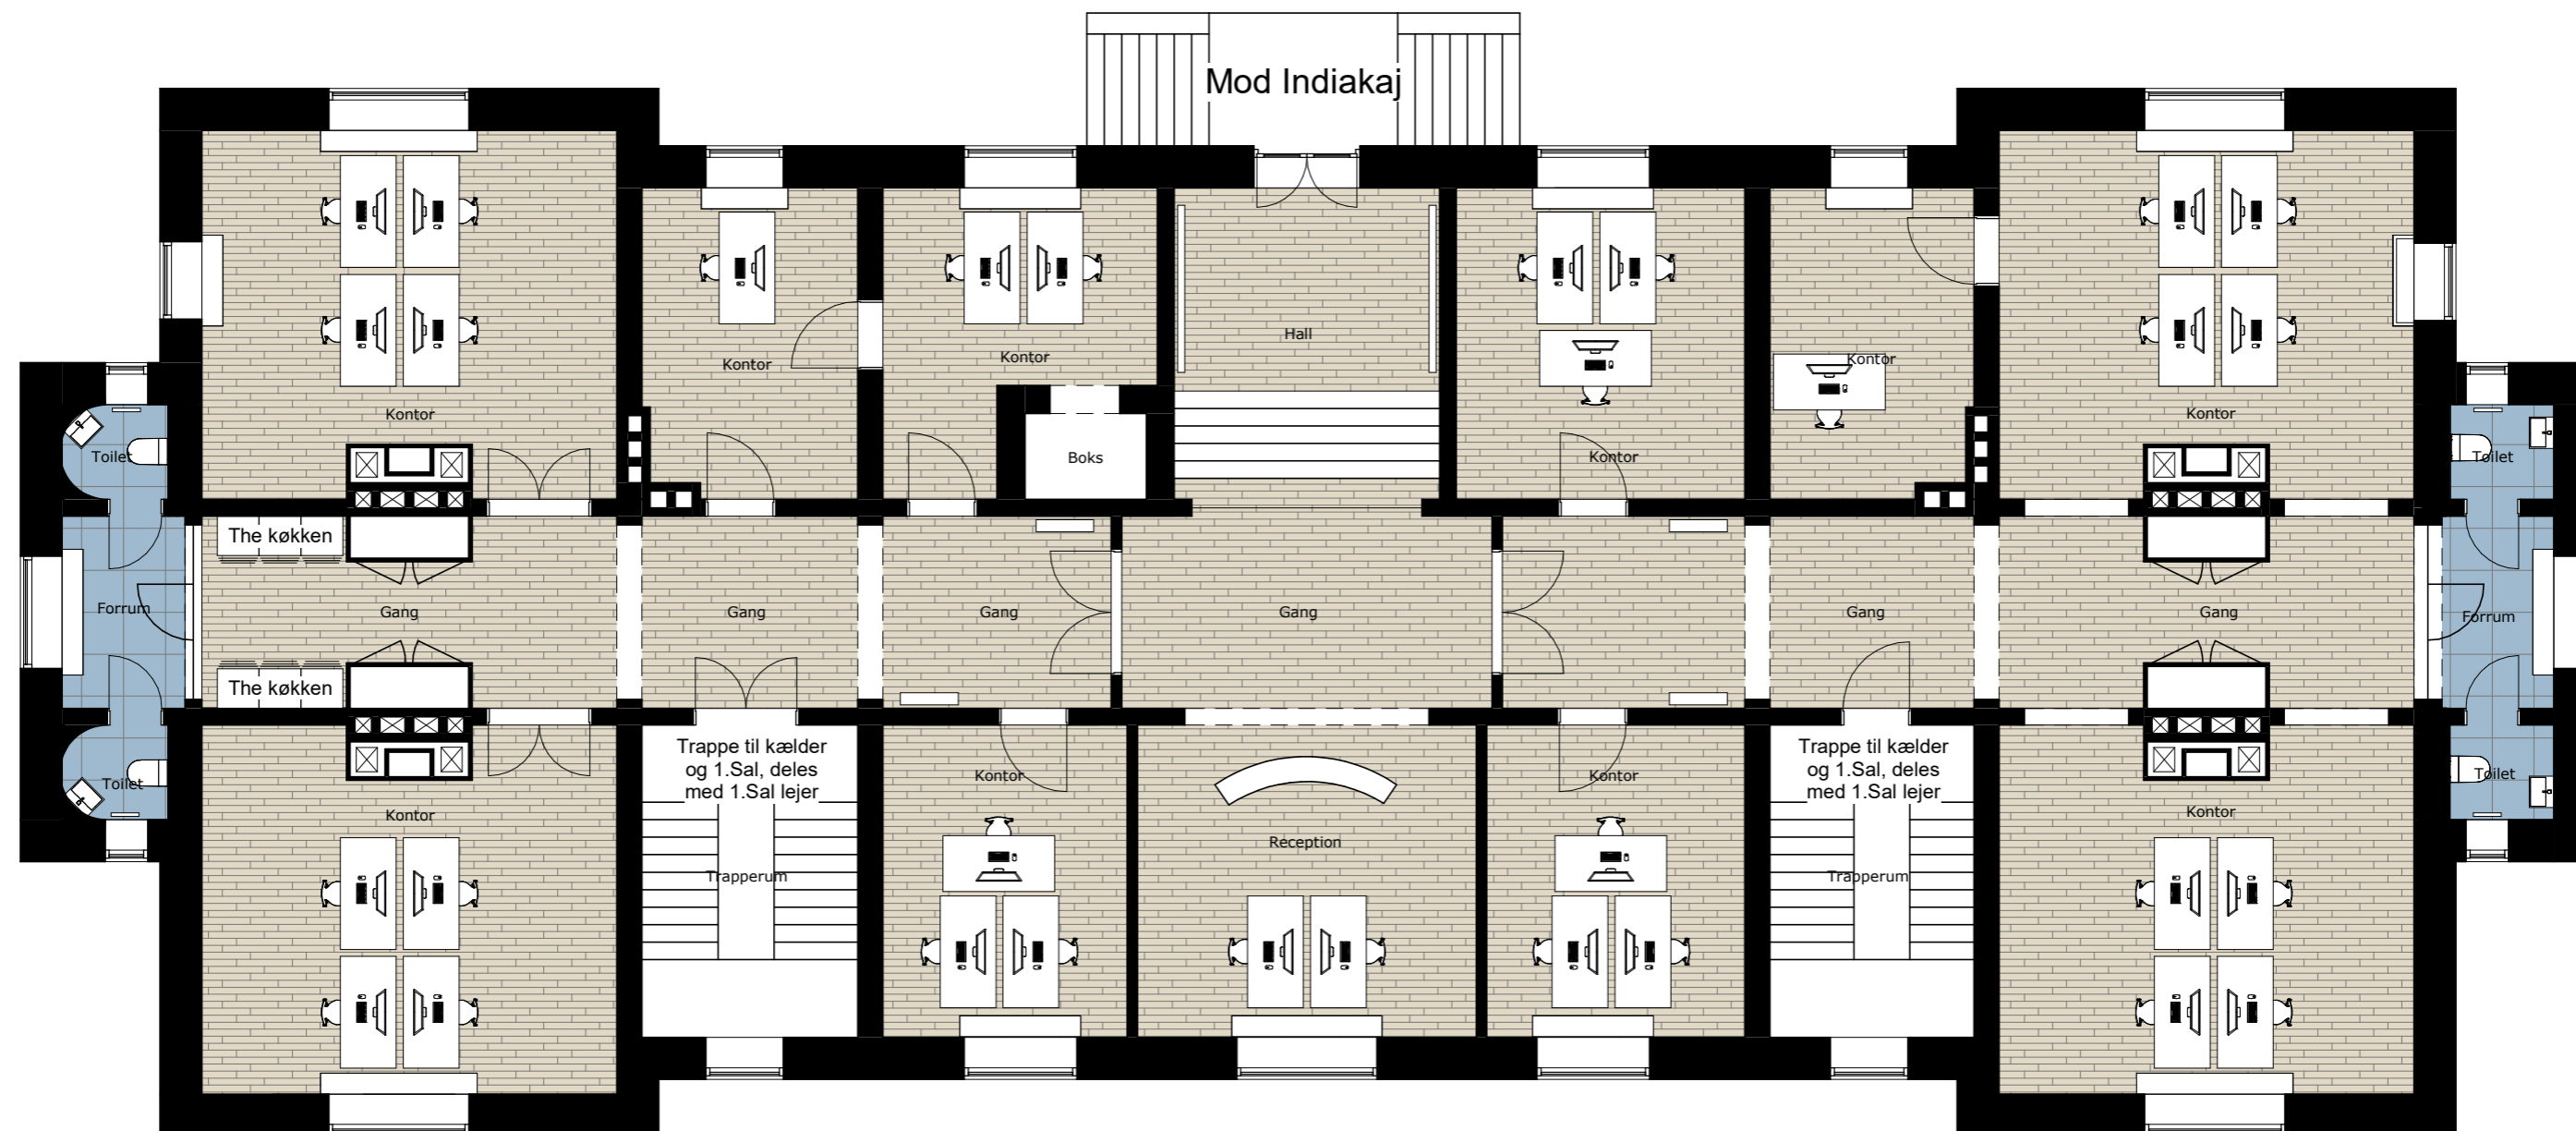 Mod Indiakaj
Hall
Kontor
Kontor
Kontor
Kontor
Kontor
Kontor
Toilet
Boks
Kontor
Toilet
The køkken
Forrum
Gang
Gang
Gang
Gang
Gang
Gang
Forrum
The køkken
Trappe til kælder
og 1.Sal, deles
med 1.Sal lejer
Trappe til kælder
og 1.Sal, deles
med 1.Sal lejer
Toilet
Kontor
Kontor
Toilet
Kontor
Reception
Kontor
Trapperum
Trapperum